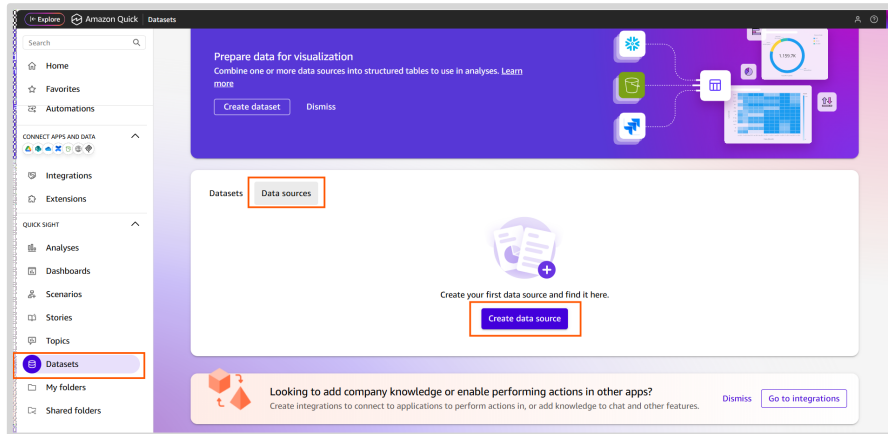 Explore
Amazon Quick
Datasets
Search
Home
Favorites
Automations
CONNECT APPS AND DATA
Integrations
Extensions
QUICK SIGHT
Analyses
Dashboards
Scenarios
Stories
Topics
Datasets
My folders
Shared folders
Prepare data for visualization
Combine one or more data sources into structured tables to use in analyses. Learn
more
Create dataset
Dismiss
Datasets
Data sources
Create your first data source and find it here.
Create data source
Looking to add company knowledge or enable performing actions in other apps?
Create integrations to connect to applications to perform actions in, or add knowledge to chat and other features.
Dismiss
Go to integrations